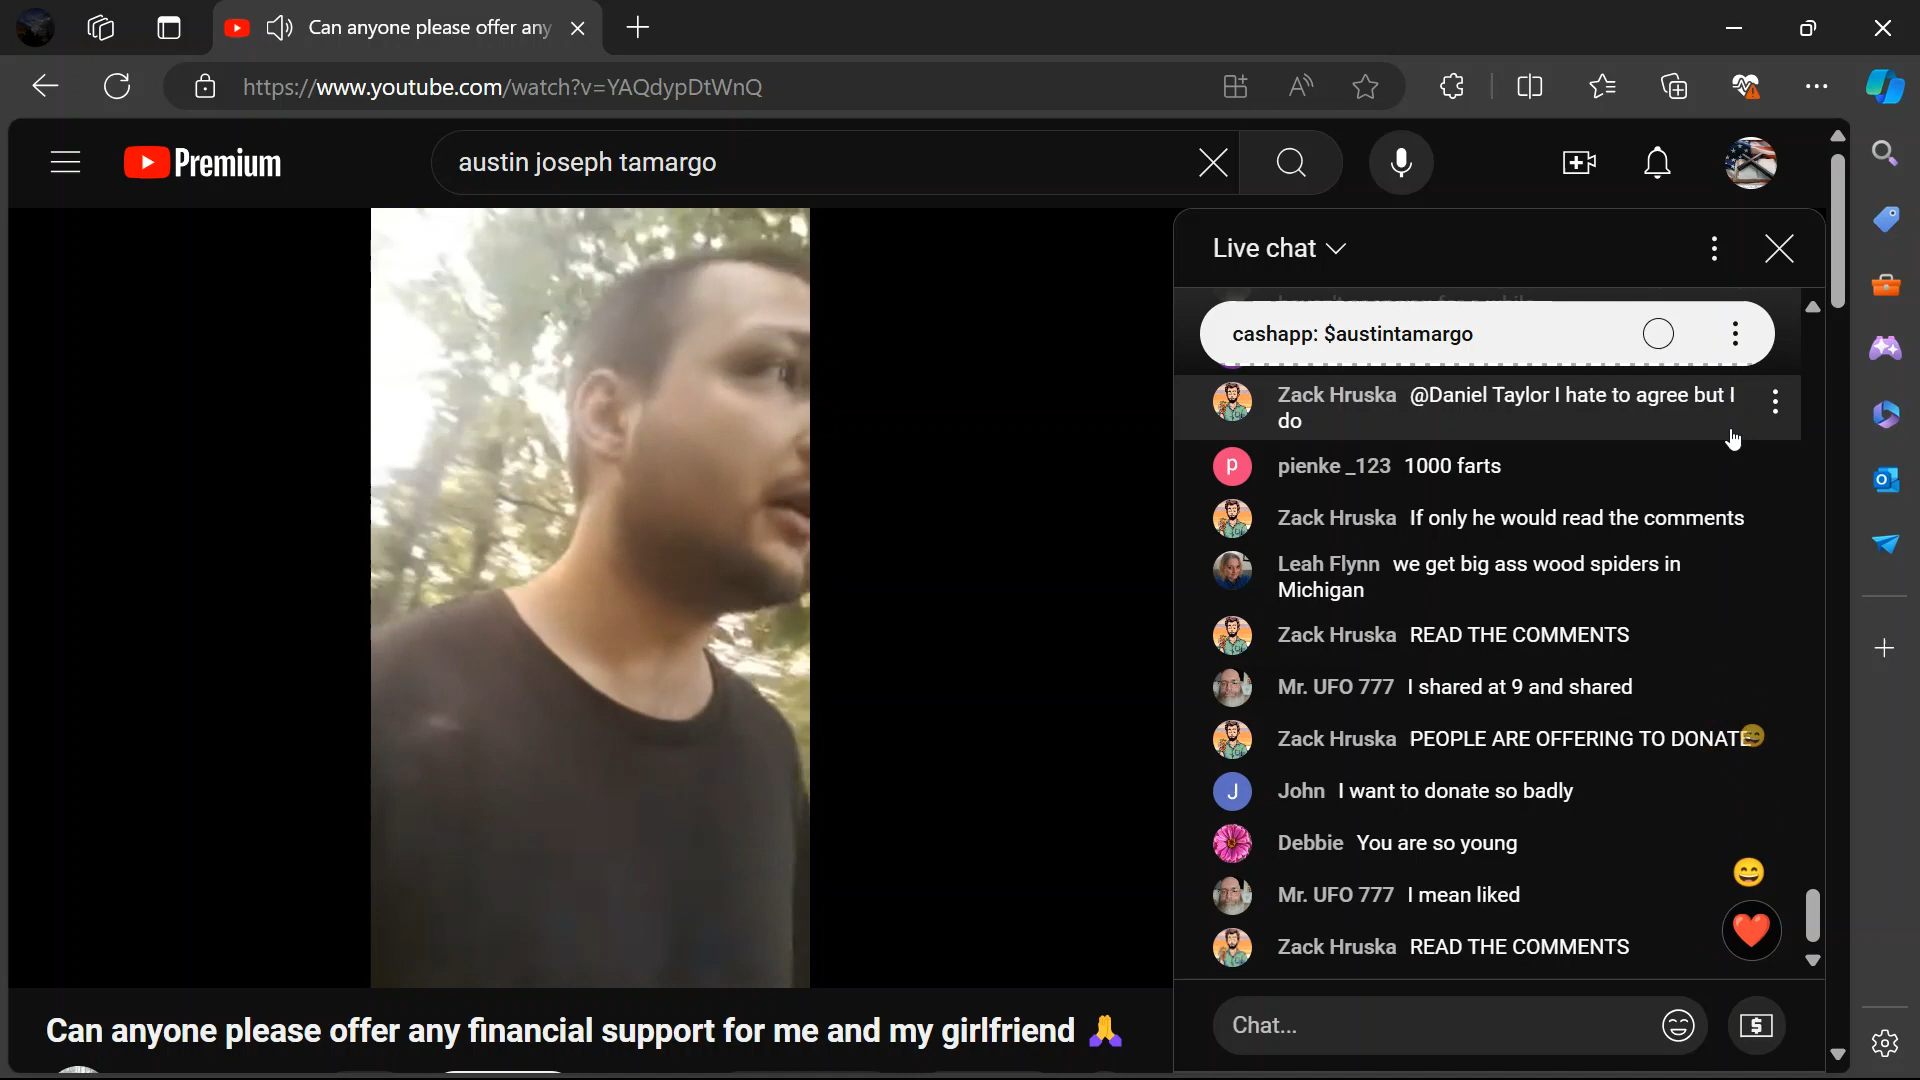 Can anyone please offer any
https://www.youtube.com/watch?v=YAQdypDtWnQ
Premium
austin joseph tamargo
Live chat
cashapp: $austintamargo
Zack Hruska @Daniel Taylor I hate to agree but I
do
P
pienke _123 1000 farts
Zack Hruska If only he would read the comments
Leah Flynn we get big ass wood spiders in
Michigan
Zack Hruska READ THE COMMENTS
Mr. UFO 777 I shared at 9 and shared
Zack Hruska PEOPLE ARE OFFERING TO DONATE
J
John I want to donate so badly
Debbie You are so young
Mr. UFO 777 I mean liked
Zack Hruska READ THE COMMENTS
Chat...
Can anyone please offer any financial support for me and my girlfriend 🙏